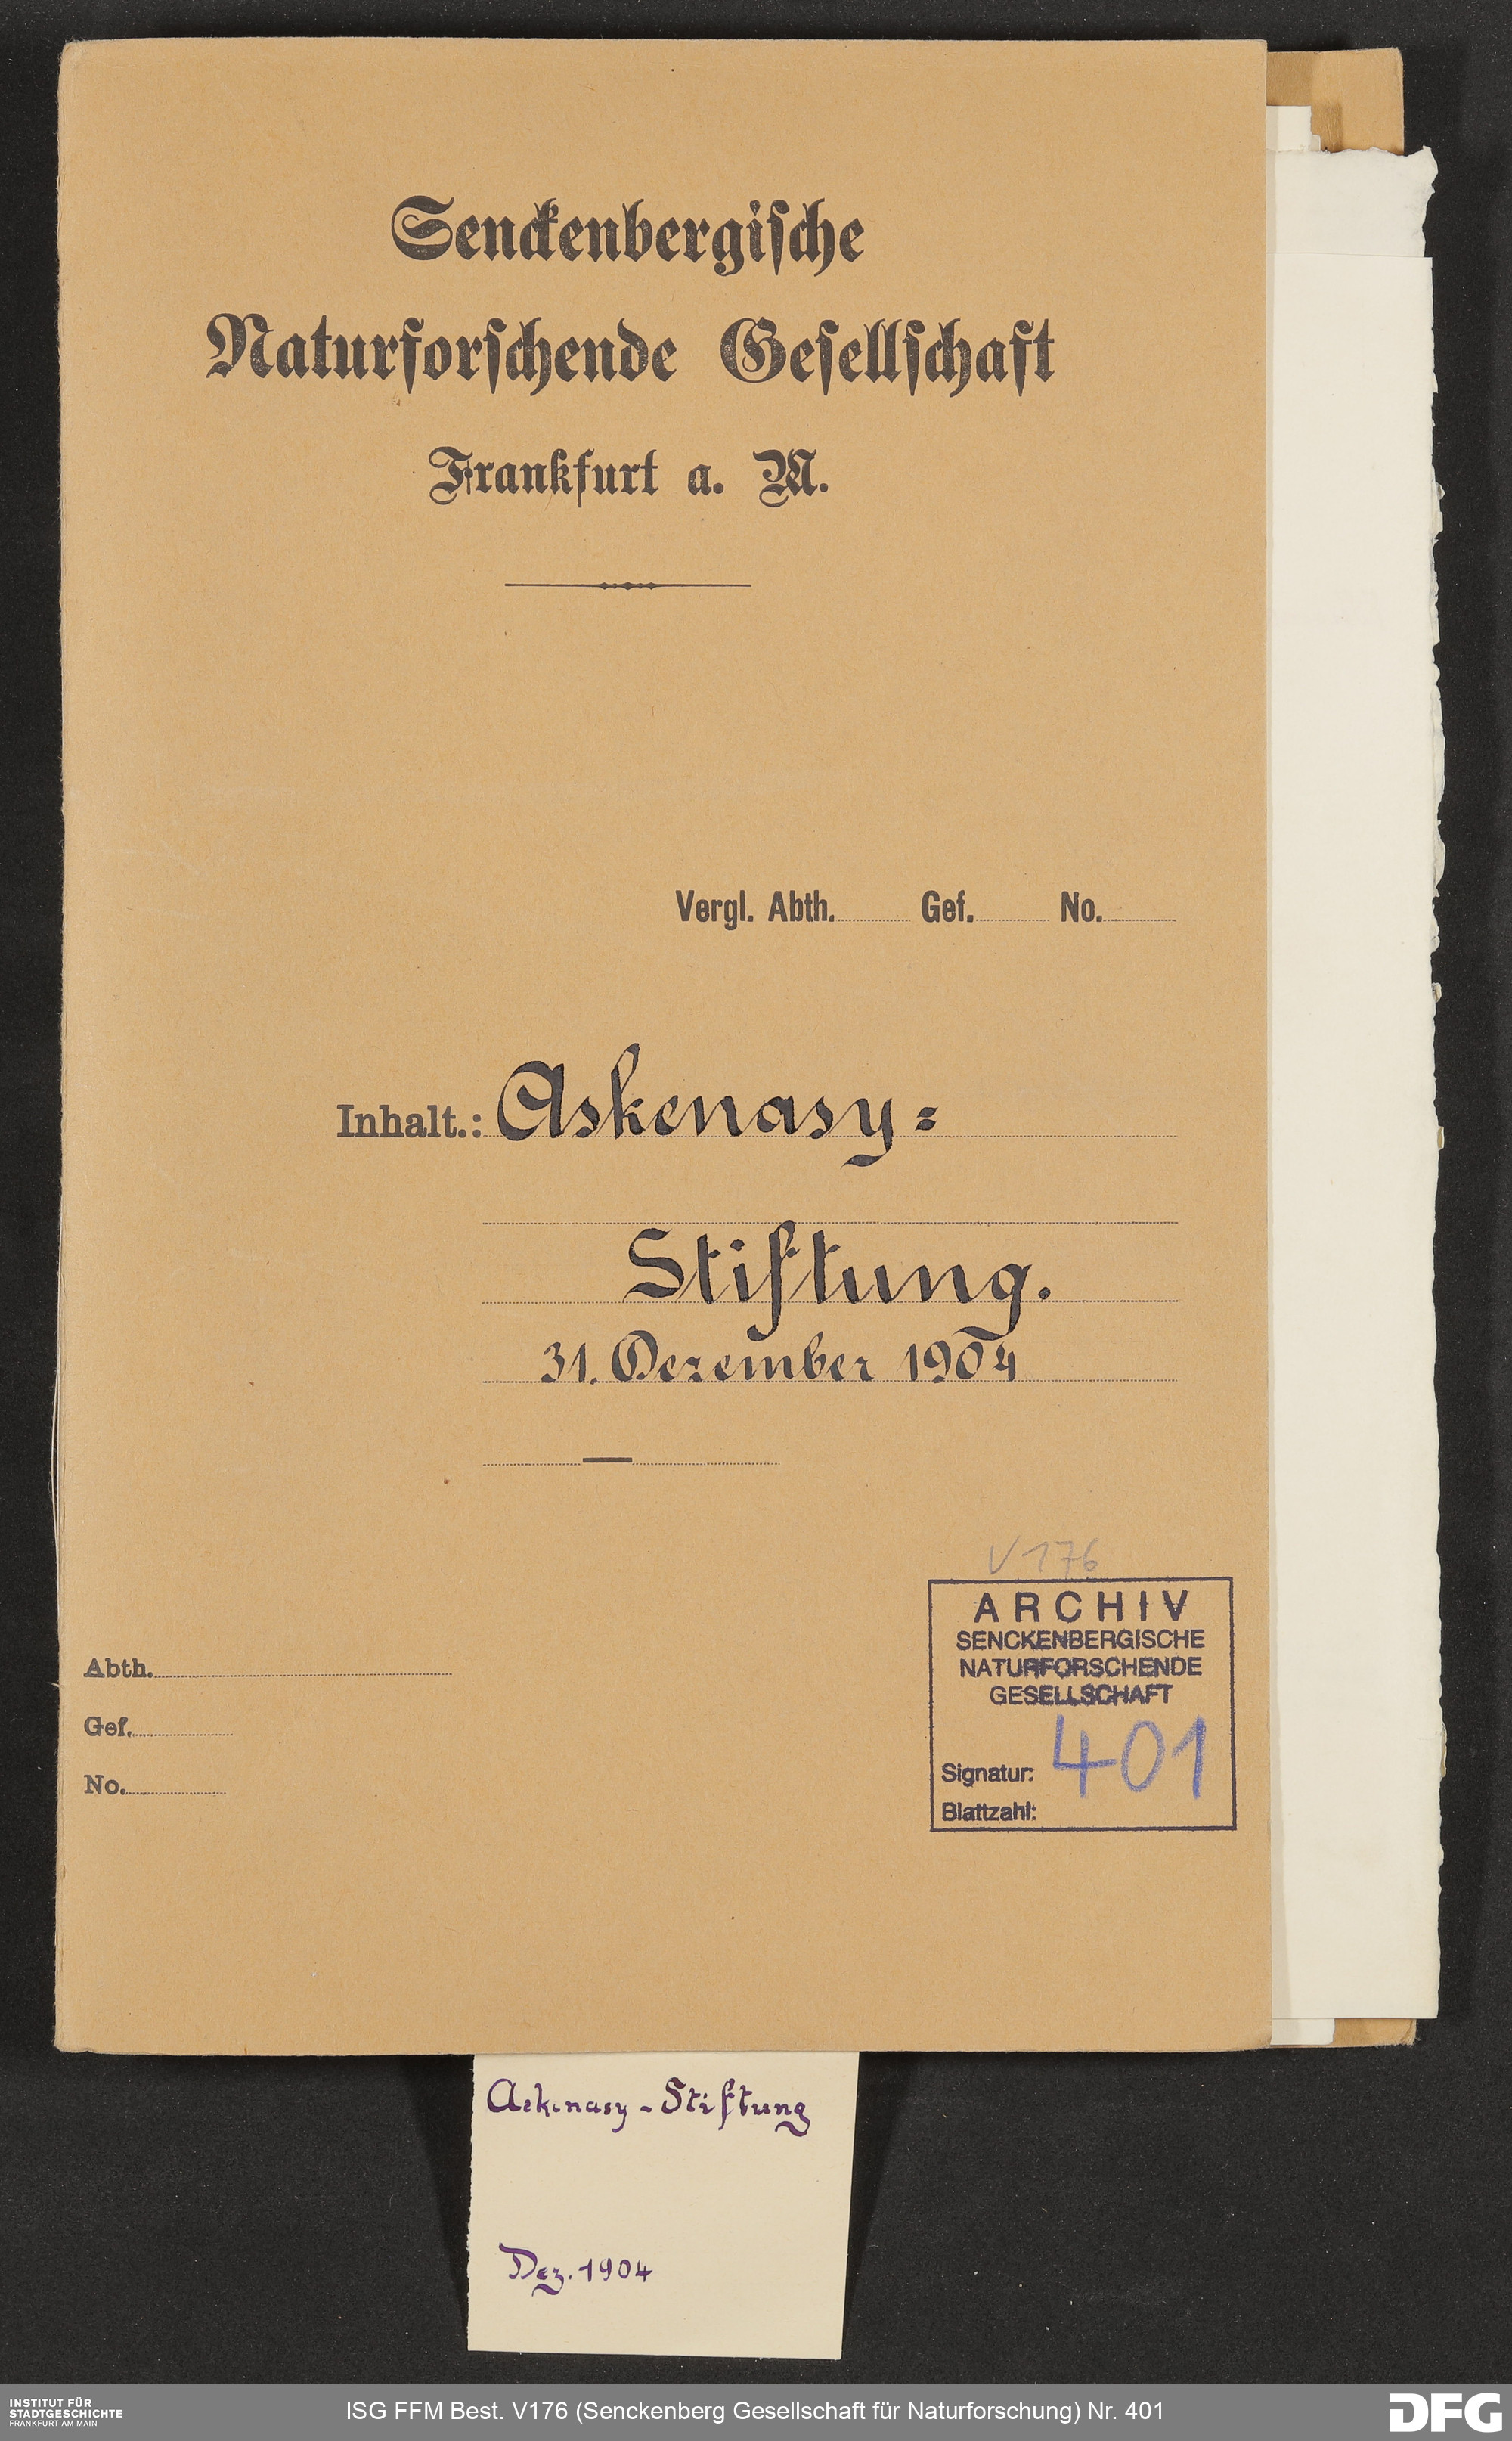 Senckenbergische
Naturforschende Gesellschaft
Frankfurt a. M.
Vergl. Abth. Gef. No.
Inhalt.: Askenasy=
Stiftung.
31. Dezember 1904
V 176
ARCHIV
SENCKENBERGISCHE
NATURFORSCHENDE
GESELLSCHAFT
Signatur: 401
Blattzahl:
Abth.
Gef.
No.
Askenasy-Stiftung
Dez. 1904
INSTITUT FÜR
STADTGESCHICHTE
FRANKFURT AM MAIN
ISG FFM Best. V176 (Senckenberg Gesellschaft für Naturforschung) Nr. 401
DFG